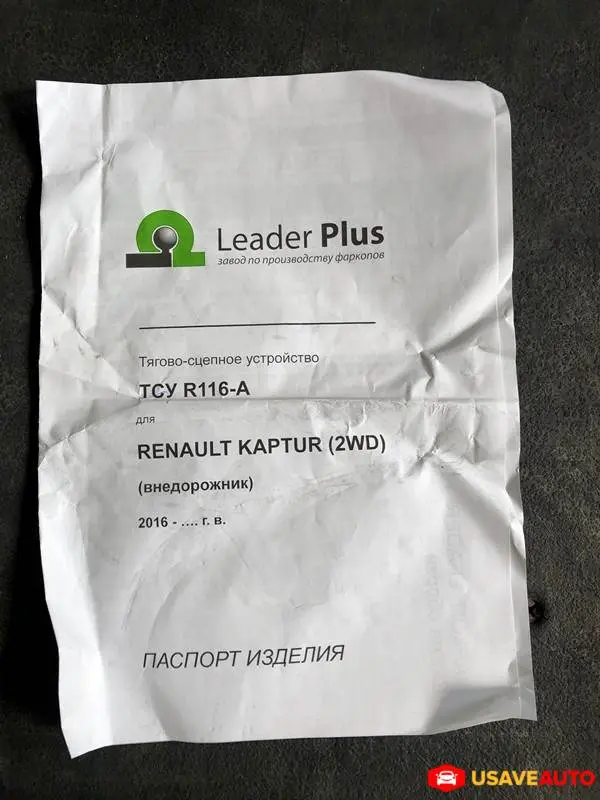 Leader Plus
завод по производству фаркопов
Тягово-сцепное устройство
ТСУ R116-A
для
RENAULT KAPTUR (2WD)
(внедорожник)
2016 - .... г. в.
ПАСПОРТ ИЗДЕЛИЯ
USAVEAUTO